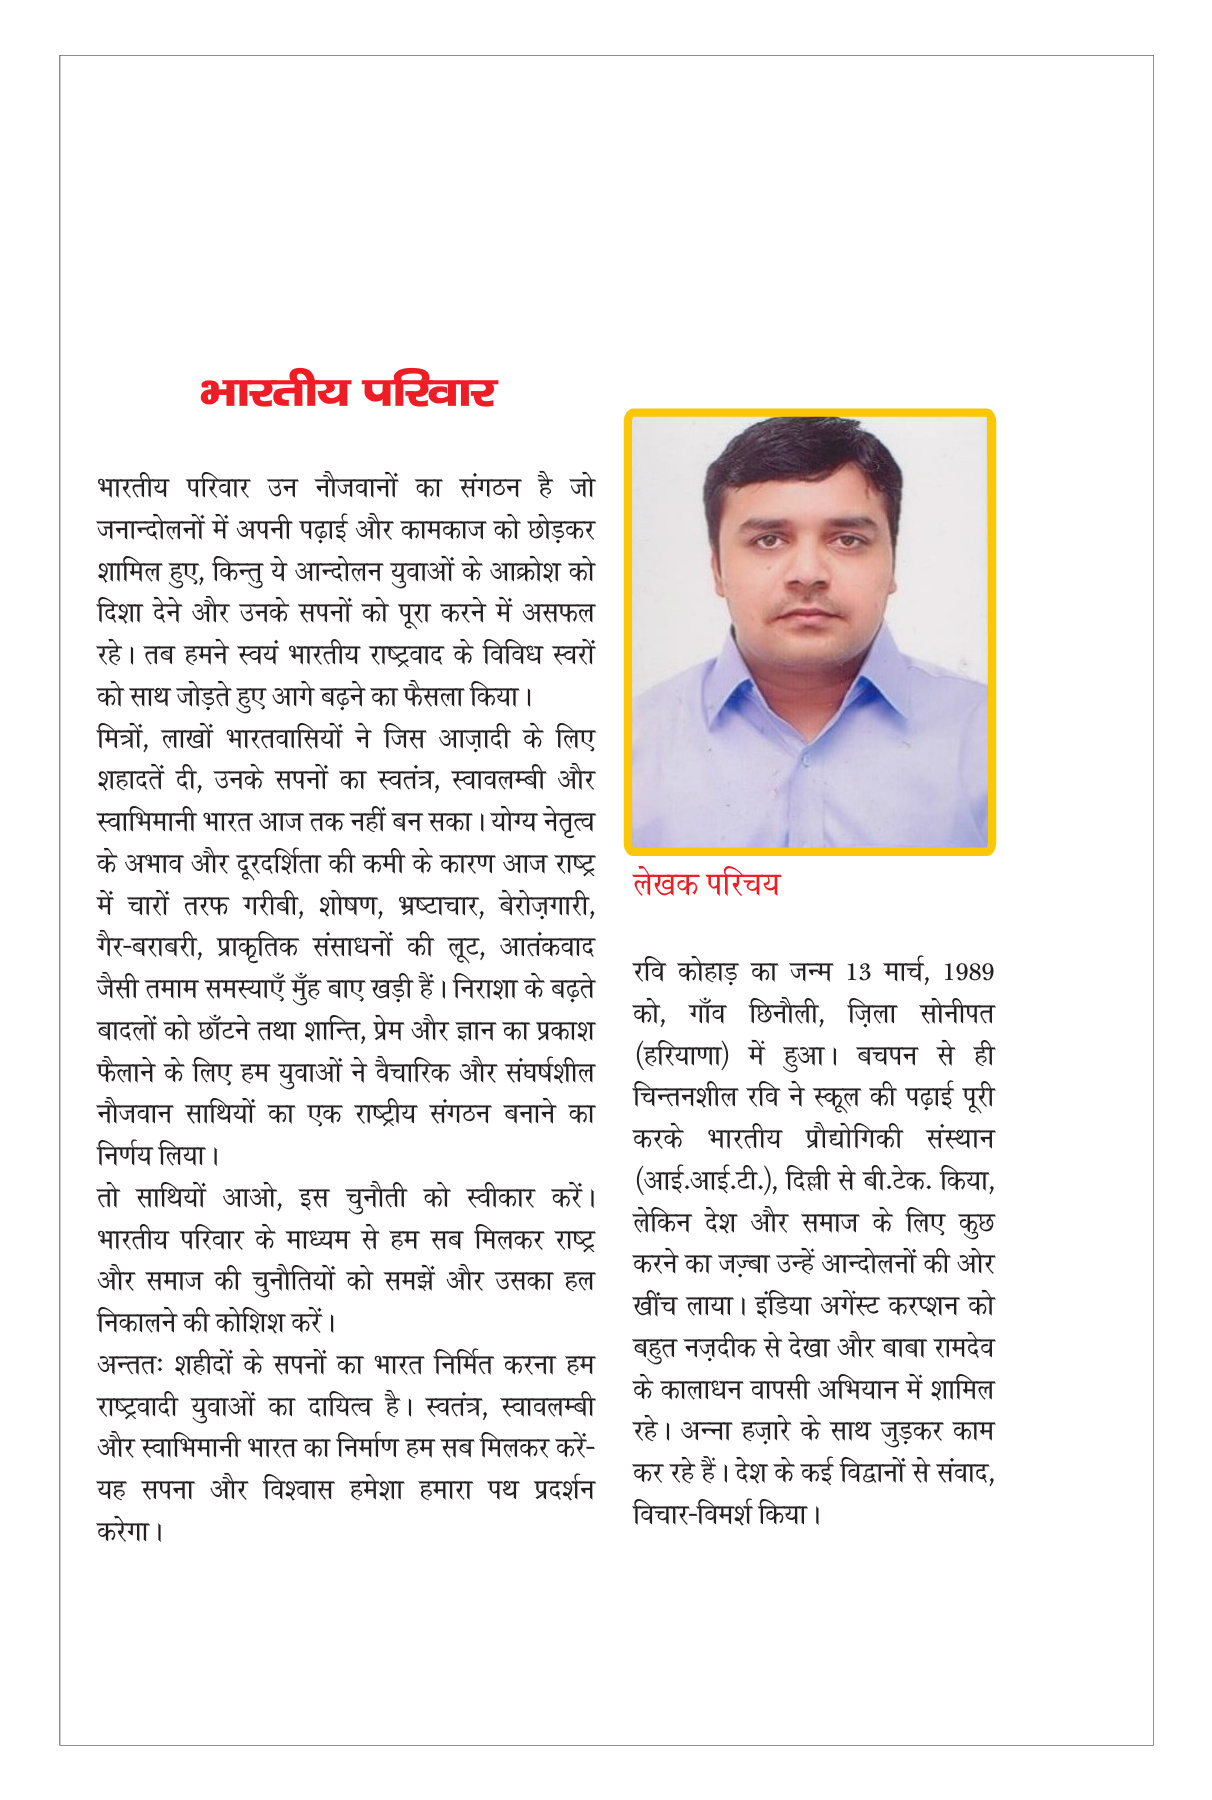 भारतीय परिवार
भारतीय परिवार उन नौजवानों का संगठन है जो
जनान्दोलनों में अपनी पढ़ाई और कामकाज को छोड़कर
शामिल हुए, किन्तु ये आन्दोलन युवाओं के आक्रोश को
दिशा देने और उनके सपनों को पूरा करने में असफल
रहे। तब हमने स्वयं भारतीय राष्ट्रवाद के विविध स्वरों
को साथ जोड़ते हुए आगे बढ़ने का फैसला किया।
मित्रों, लाखों भारतवासियों ने जिस आज़ादी के लिए
शहादतें दी, उनके सपनों का स्वतंत्र, स्वावलम्बी और
स्वाभिमानी भारत आज तक नहीं बन सका। योग्य नेतृत्व
के अभाव और दूरदर्शिता की कमी के कारण आज राष्ट्र
में चारों तरफ गरीबी, शोषण, भ्रष्टाचार, बेरोज़गारी,
गैर-बराबरी, प्राकृतिक संसाधनों की लूट, आतंकवाद
जैसी तमाम समस्याएँ मुँह बाए खड़ी हैं। निराशा के बढ़ते
बादलों को छाँटने तथा शान्ति, प्रेम और ज्ञान का प्रकाश
फैलाने के लिए हम युवाओं ने वैचारिक और संघर्षशील
नौजवान साथियों का एक राष्ट्रीय संगठन बनाने का
निर्णय लिया।
तो साथियों आओ, इस चुनौती को स्वीकार करें।
भारतीय परिवार के माध्यम से हम सब मिलकर राष्ट्र
और समाज की चुनौतियों को समझें और उसका हल
निकालने की कोशिश करें।
अन्ततः शहीदों के सपनों का भारत निर्मित करना हम
राष्ट्रवादी युवाओं का दायित्व है। स्वतंत्र, स्वावलम्बी
और स्वाभिमानी भारत का निर्माण हम सब मिलकर करें-
यह सपना और विश्वास हमेशा हमारा पथ प्रदर्शन
करेगा।
लेखक परिचय
रवि कोहाड़ का जन्म 13 मार्च, 1989
को, गाँव छिनौली, ज़िला सोनीपत
(हरियाणा) में हुआ। बचपन से ही
चिन्तनशील रवि ने स्कूल की पढ़ाई पूरी
करके भारतीय प्रौद्योगिकी संस्थान
(आई.आई.टी.), दिल्ली से बी.टेक. किया,
लेकिन देश और समाज के लिए कुछ
करने का जज़्बा उन्हें आन्दोलनों की ओर
खींच लाया। इंडिया अगेंस्ट करप्शन को
बहुत नज़दीक से देखा और बाबा रामदेव
के कालाधन वापसी अभियान में शामिल
रहे। अन्ना हज़ारे के साथ जुड़कर काम
कर रहे हैं। देश के कई विद्वानों से संवाद,
विचार-विमर्श किया।